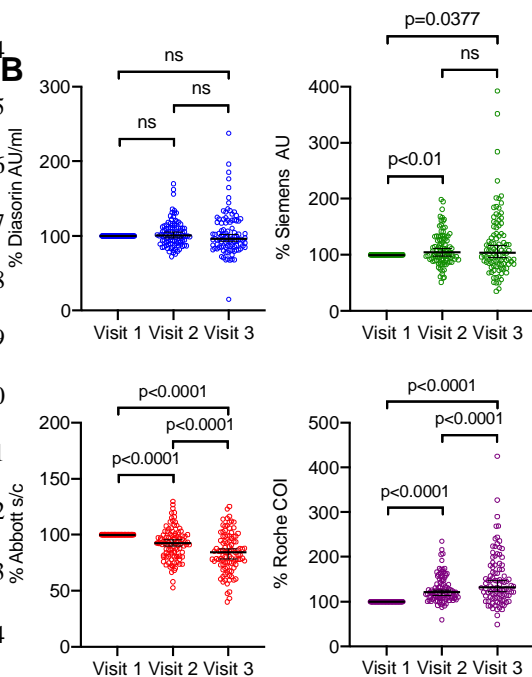 B
ns
ns
ns
% Diasorin AU/ml
300
200
100
0
Visit 1 Visit 2 Visit 3
p=0.0377
ns
p<0.01
% Siemens AU
400
300
200
100
0
Visit 1 Visit 2 Visit 3
p<0.0001
p<0.0001
p<0.0001
% Abbott s/c
200
150
100
50
0
Visit 1 Visit 2 Visit 3
p<0.0001
p<0.0001
p<0.0001
% Roche COI
500
400
300
200
100
0
Visit 1 Visit 2 Visit 3